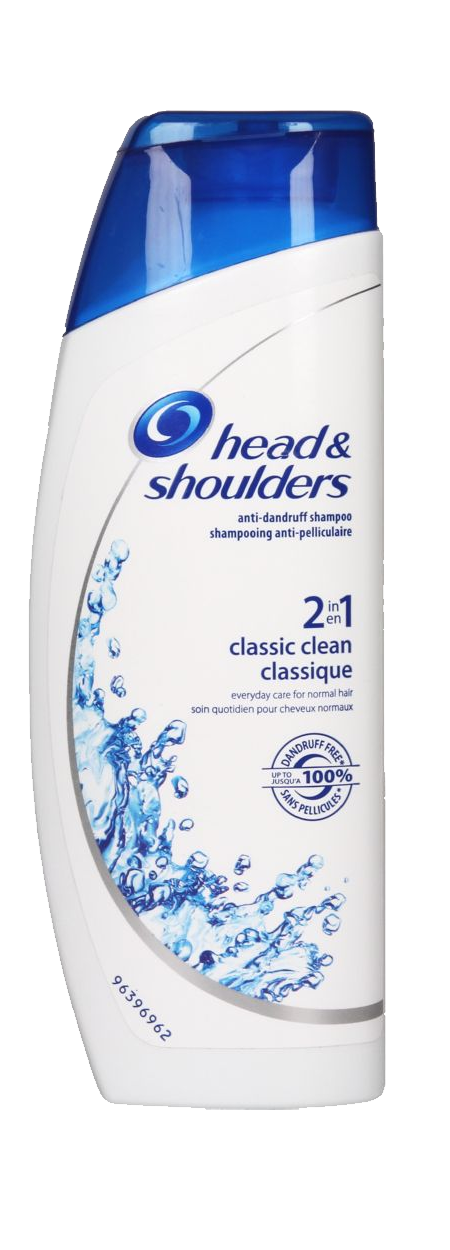 head &
shoulders
anti-dandruff shampoo
shampooing anti-pelliculaire
2 in en 1
classic clean
classique
everyday care for normal hair
soin quotidien pour cheveux normaux
DANDRUFF FREE*
UP TO
JUSQU'A 100%
SANS PELLICULES*
96396962